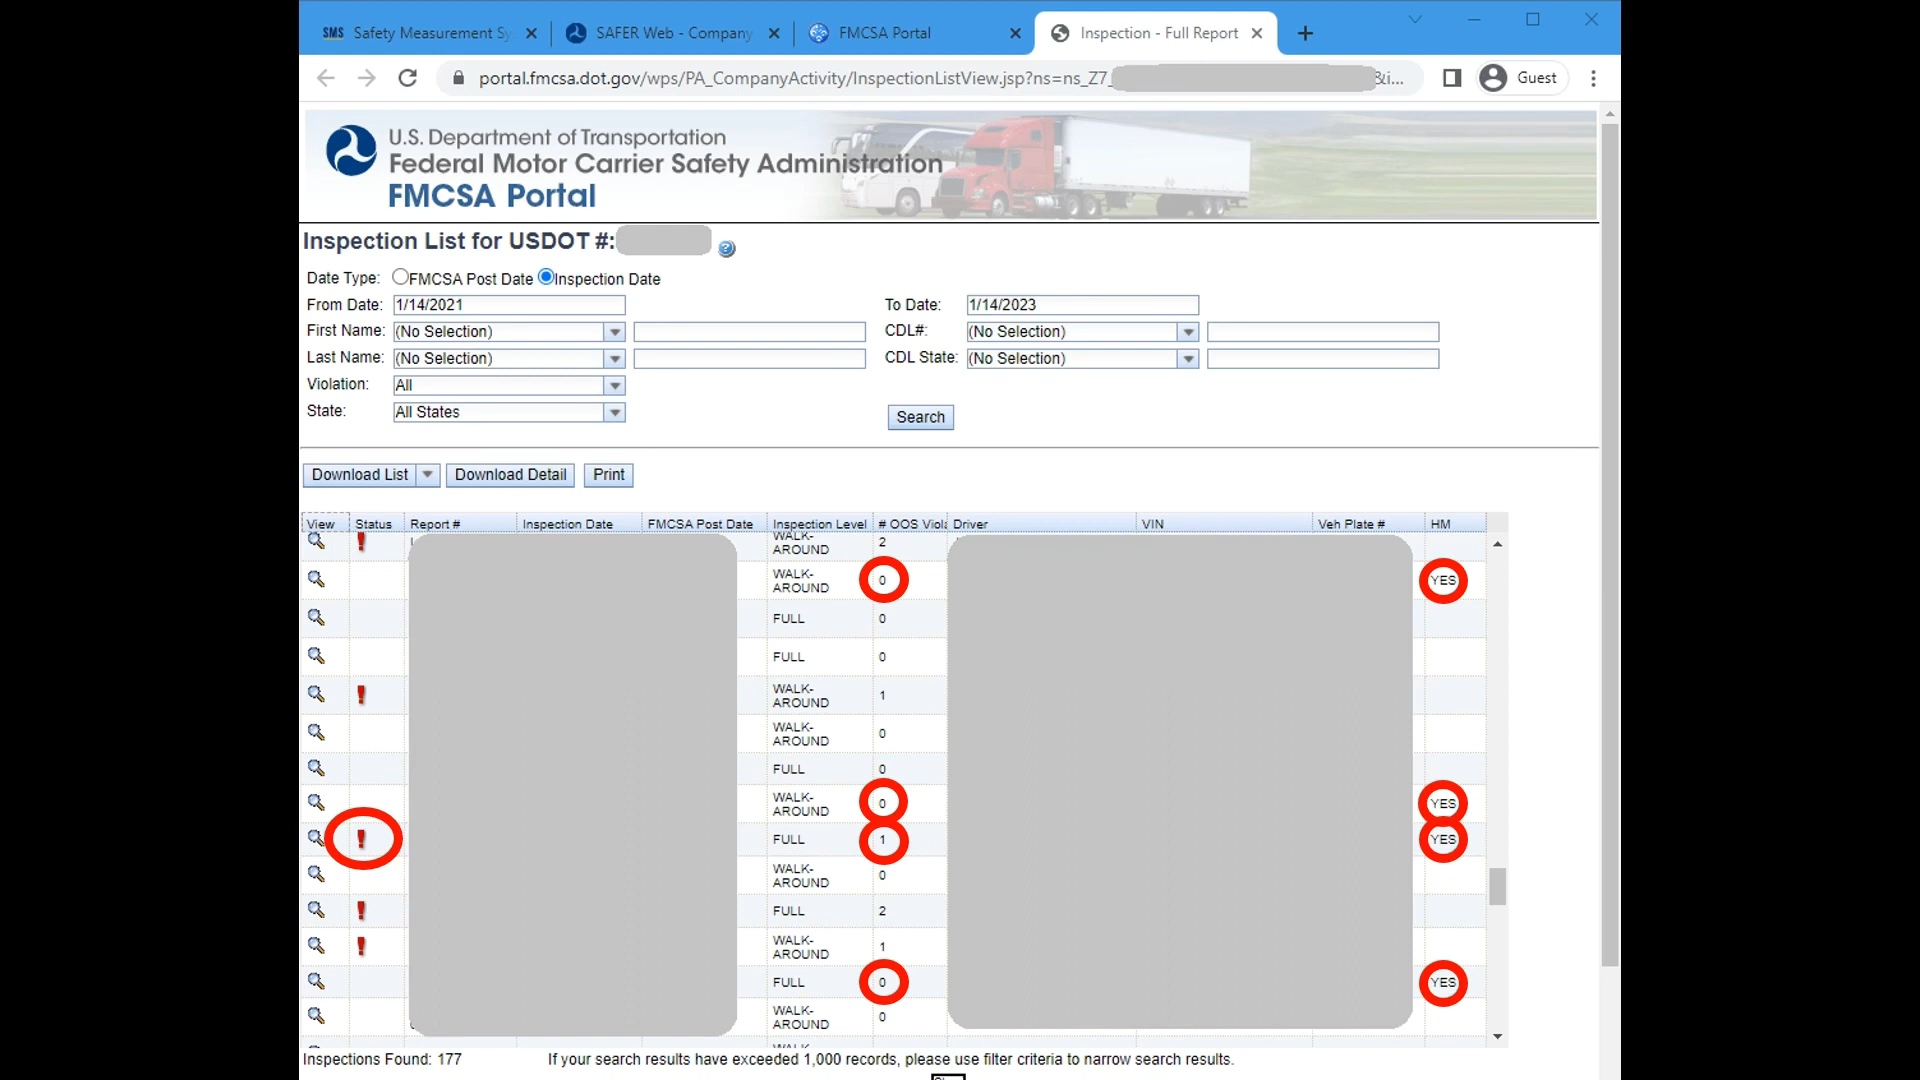 SMS Safety Measurement Sy
SAFER Web - Company
FMCSA Portal
Inspection - Full Report
portal.fmcsa.dot.gov/wps/PA_CompanyActivity/InspectionListView.jsp?ns=ns_Z7_ &i...
Guest
U.S. Department of Transportation
Federal Motor Carrier Safety Administration
FMCSA Portal
Inspection List for USDOT #:
Date Type: FMCSA Post Date Inspection Date
From Date: 1/14/2021 To Date: 1/14/2023
First Name: (No Selection) CDL#: (No Selection)
Last Name: (No Selection) CDL State: (No Selection)
Violation: All
State: All States
Search
Download List Download Detail Print
View Status Report # Inspection Date FMCSA Post Date Inspection Level # OOS Viola Driver VIN Veh Plate # HM
! WALK-
AROUND 2
WALK-
AROUND 0 YES
FULL 0
FULL 0
! WALK-
AROUND 1
WALK-
AROUND 0
FULL 0
WALK-
AROUND 0 YES
! FULL 1 YES
WALK-
AROUND 0
! FULL 2
! WALK-
AROUND 1
FULL 0 YES
WALK-
AROUND 0
WALK-
Inspections Found: 177 If your search results have exceeded 1,000 records, please use filter criteria to narrow search results.